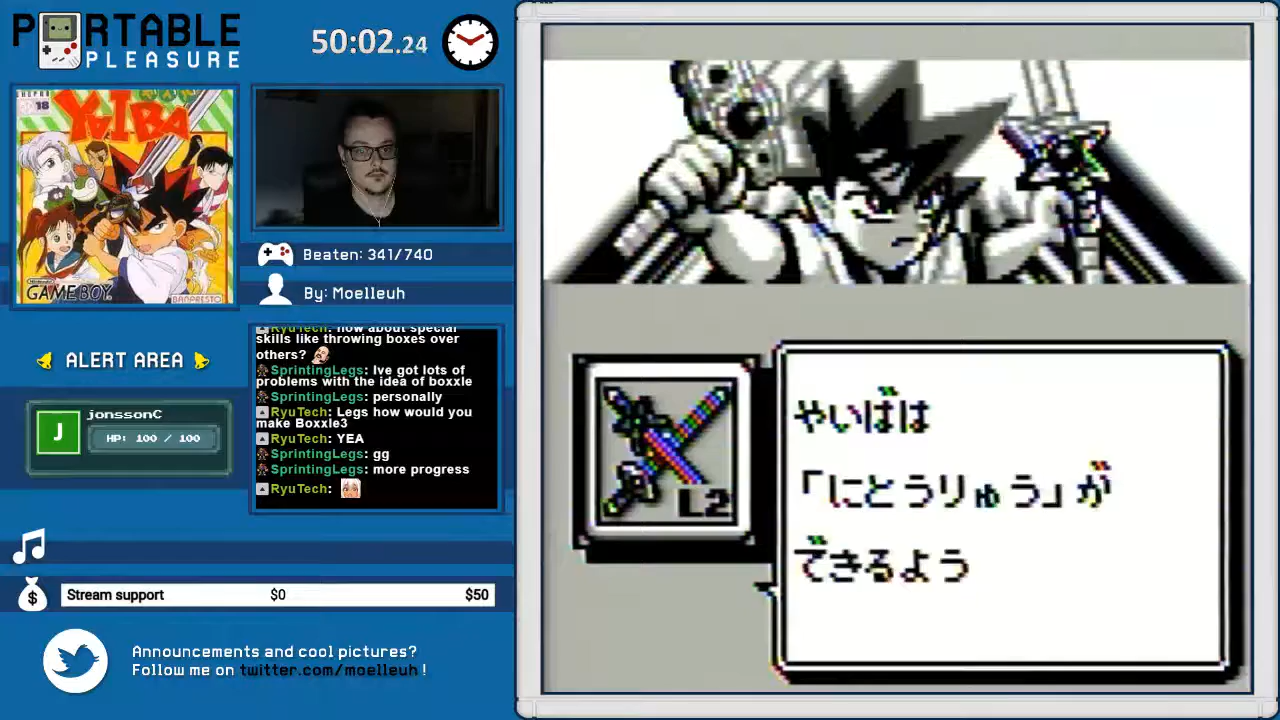 PORTABLE
PLEASURE
50:02.24
18
YAIBA
GAME BOY
BANPRESTO
Beaten: 341/740
By: Moelleuh
ALERT AREA
jonssonC
J
HP: 100 / 100
RyuTech: how about special
skills like throwing boxes over
others?
SprintingLegs: Ive got lots of
problems with the idea of boxxle
SprintingLegs: personally
RyuTech: Legs how would you
make Boxxle3
RyuTech: YEA
SprintingLegs: gg
SprintingLegs: more progress
RyuTech:
Stream support
$0
$50
Announcements and cool pictures?
Follow me on twitter.com/moelleuh !
L2
やいばは
「にとうりゅう」が
できるよう